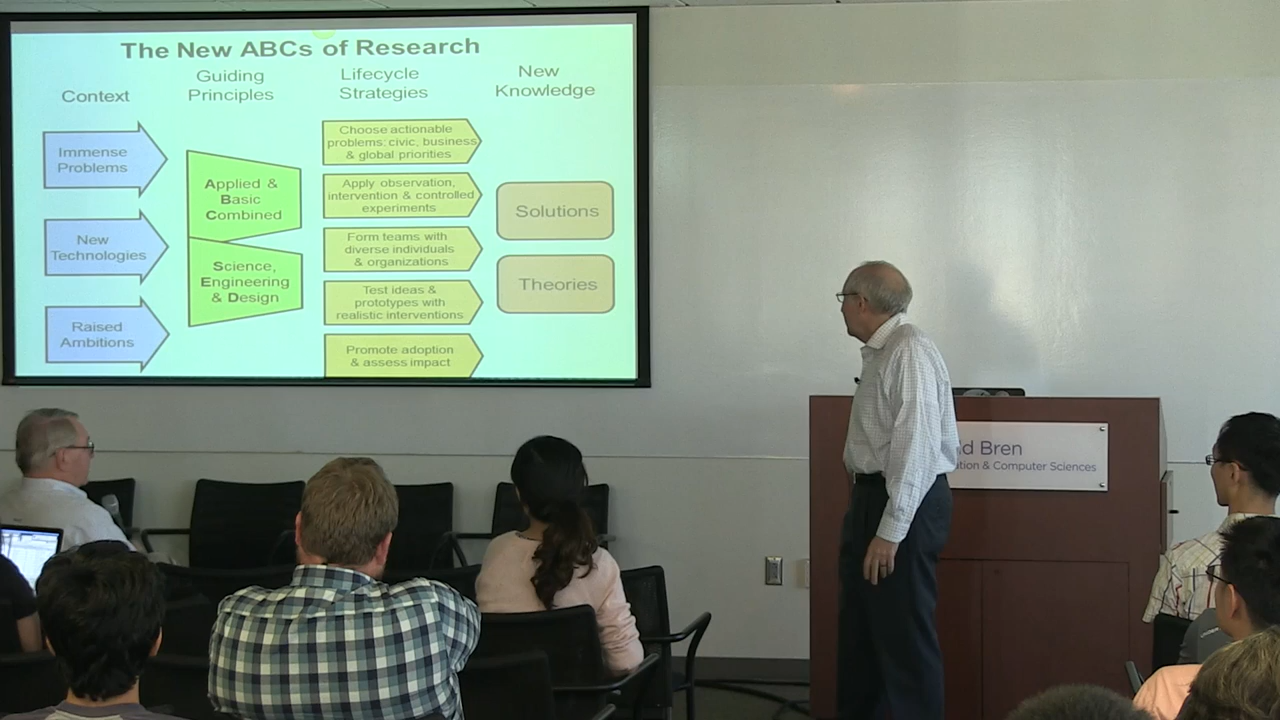 The New ABCs of Research
Context
Guiding
Principles
Lifecycle
Strategies
New
Knowledge
Immense
Problems
New
Technologies
Raised
Ambitions
Applied &
Basic
Combined
Science,
Engineering
& Design
Choose actionable
problems: civic, business
& global priorities
Apply observation,
intervention & controlled
experiments
Form teams with
diverse individuals
& organizations
Test ideas &
prototypes with
realistic interventions
Promote adoption
& assess impact
Solutions
Theories
Bren
& Computer Sciences